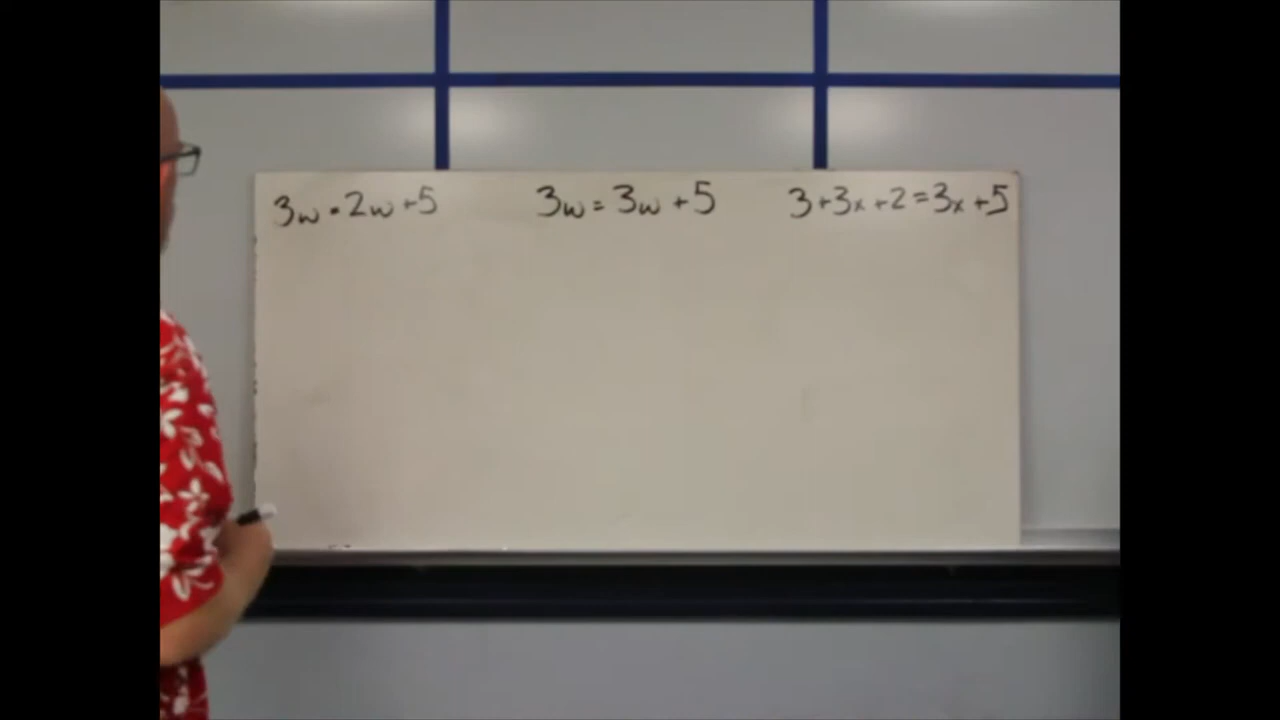 3w = 2w + 5
3w = 3w + 5
3 + 3x + 2 = 3x + 5